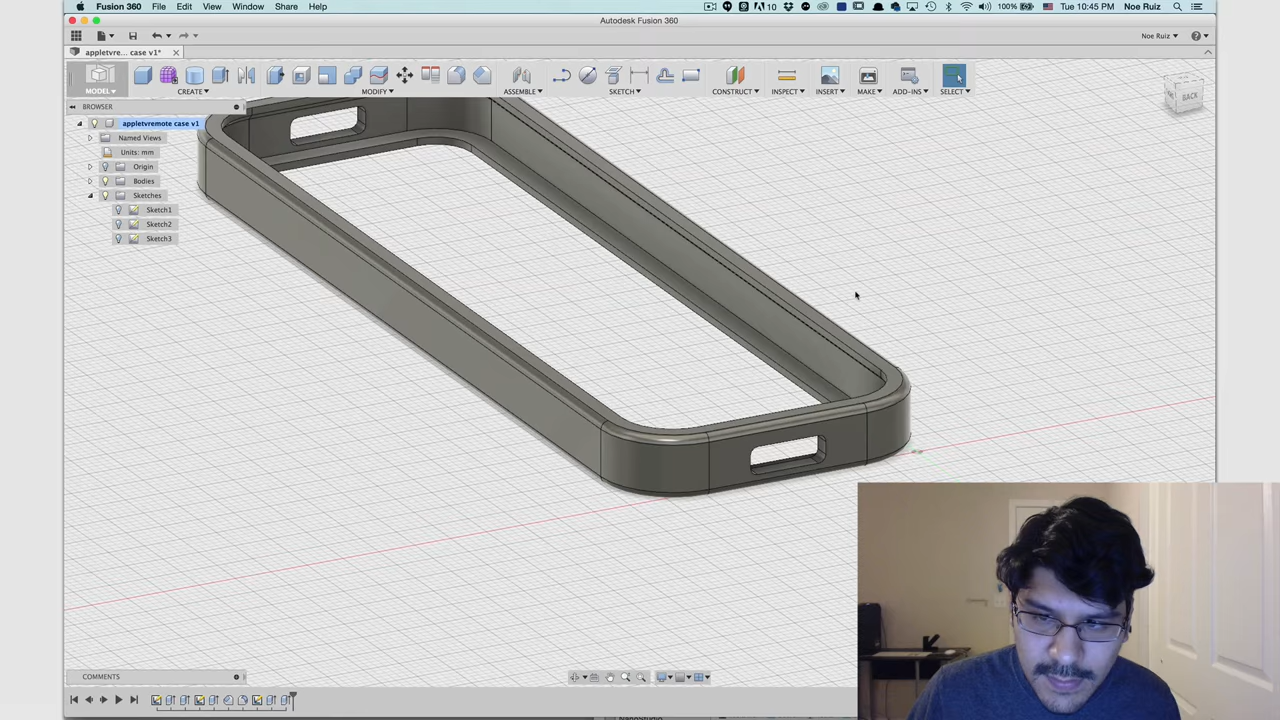 Fusion 360 File Edit View Window Share Help
10 100% Tue 10:45 PM Noe Ruiz
Autodesk Fusion 360
Noe Ruiz
appletvre... case v1*
MODEL CREATE MODIFY ASSEMBLE SKETCH CONSTRUCT INSPECT INSERT MAKE ADD-INS SELECT
BROWSER
appletvremote case v1
Named Views
Units: mm
Origin
Bodies
Sketches
Sketch1
Sketch2
Sketch3
BACK
COMMENTS